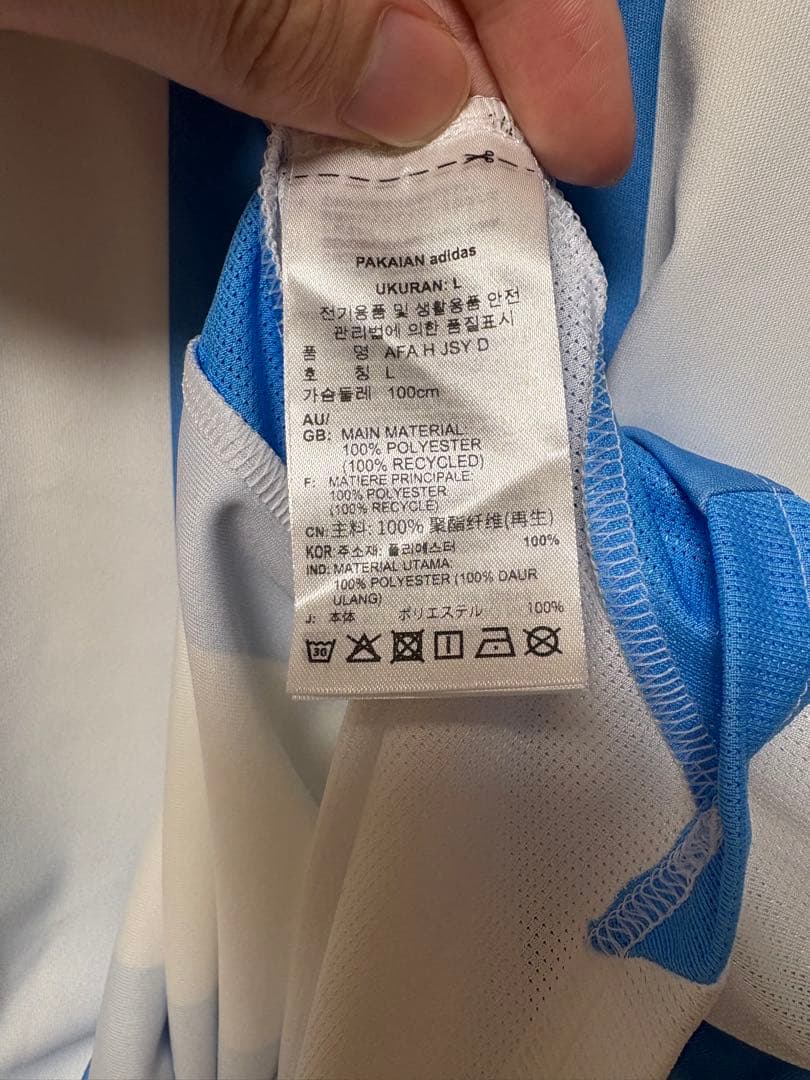 PAKAIAN adidas
UKURAN: L
전기용품 및 생활용품 안전
관리법에 의한 품질표시
품 명 AFA H JSY D
호 칭 L
가슴둘레 100cm
AU/
GB: MAIN MATERIAL:
100% POLYESTER
(100% RECYCLED)
F: MATIERE PRINCIPALE:
100% POLYESTER
(100% RECYCLE)
CN: 主料: 100% 聚酯纤维(再生)
KOR: 주소재: 폴리에스터 100%
IND: MATERIAL UTAMA:
100% POLYESTER (100% DAUR
ULANG)
J: 本体 ポリエステル 100%
30